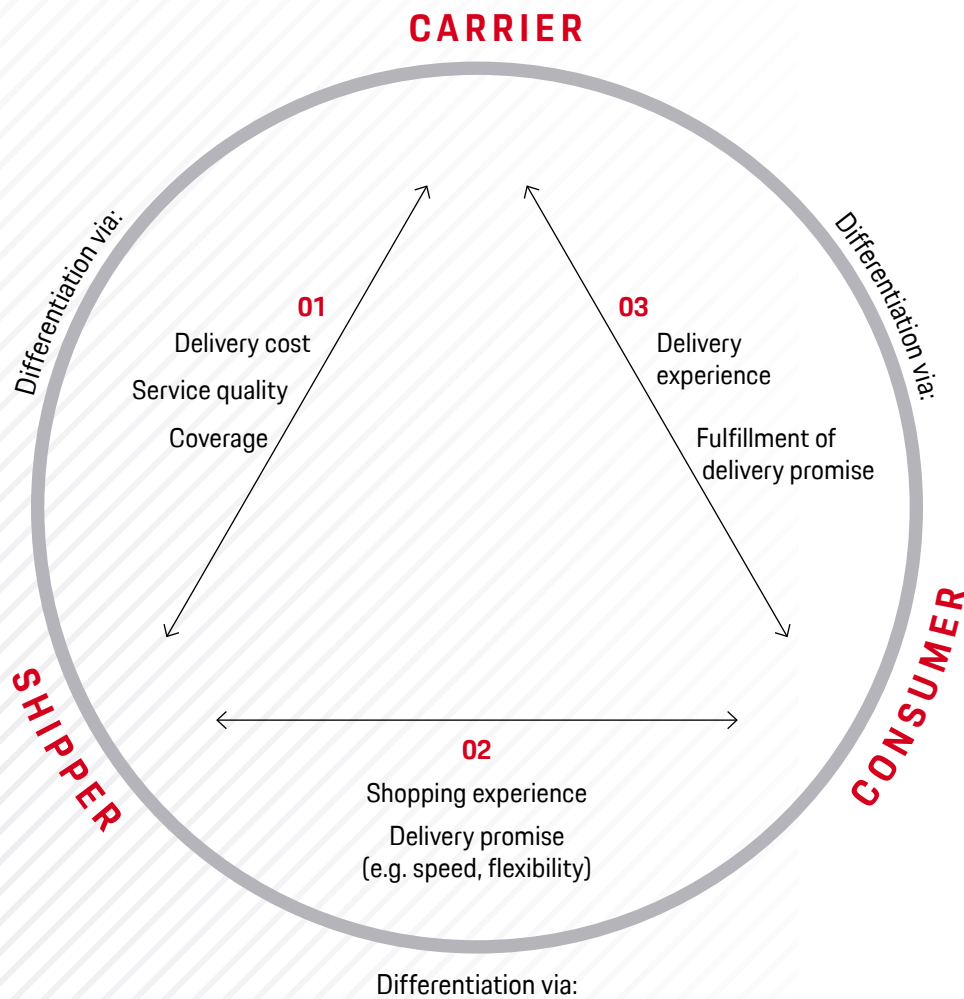 CARRIER
Differentiation via:
Differentiation via:
01
Delivery cost
Service quality
Coverage
03
Delivery
experience
Fulfillment of
delivery promise
SHIPPER
CONSUMER
02
Shopping experience
Delivery promise
(e.g. speed, flexibility)
Differentiation via: